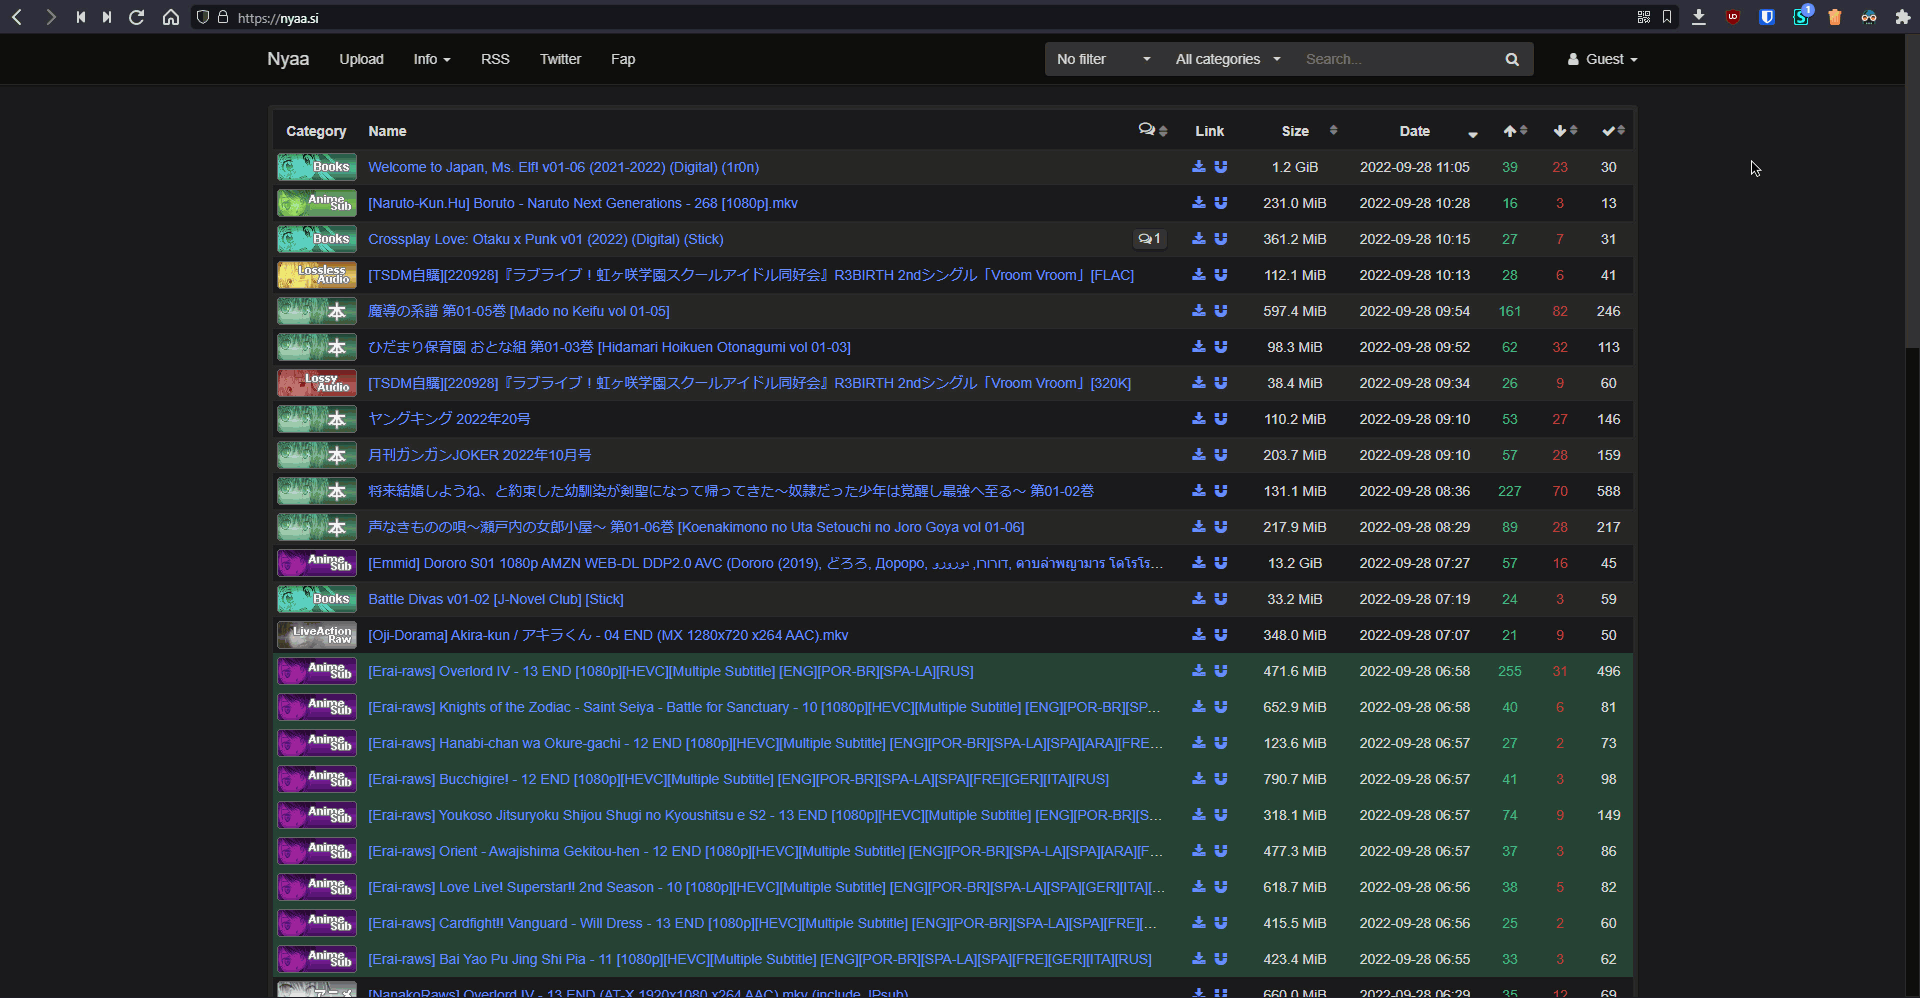 https://nyaa.si
1
Nyaa Upload Info RSS Twitter Fap No filter All categories Search... Guest
Category Name Link Size Date
Books Welcome to Japan, Ms. Elf! v01-06 (2021-2022) (Digital) (1r0n) 1.2 GiB 2022-09-28 11:05 39 23 30
Anime Sub [Naruto-Kun.Hu] Boruto - Naruto Next Generations - 268 [1080p].mkv 231.0 MiB 2022-09-28 10:28 16 3 13
Books Crossplay Love: Otaku x Punk v01 (2022) (Digital) (Stick) 1 361.2 MiB 2022-09-28 10:15 27 7 31
Lossless Audio [TSDM自購][220928]『ラブライブ！虹ヶ咲学園スクールアイドル同好会』R3BIRTH 2ndシングル「Vroom Vroom」[FLAC] 112.1 MiB 2022-09-28 10:13 28 6 41
本 魔導の系譜 第01-05巻 [Mado no Keifu vol 01-05] 597.4 MiB 2022-09-28 09:54 161 82 246
本 ひだまり保育園 おとな組 第01-03巻 [Hidamari Hoikuen Otonagumi vol 01-03] 98.3 MiB 2022-09-28 09:52 62 32 113
Lossy Audio [TSDM自購][220928]『ラブライブ！虹ヶ咲学園スクールアイドル同好会』R3BIRTH 2ndシングル「Vroom Vroom」[320K] 38.4 MiB 2022-09-28 09:34 26 9 60
本 ヤングキング 2022年20号 110.2 MiB 2022-09-28 09:10 53 27 146
本 月刊ガンガンJOKER 2022年10月号 203.7 MiB 2022-09-28 09:10 57 28 159
本 将来結婚しようね、と約束した幼馴染が剣聖になって帰ってきた～奴隷だった少年は覚醒し最強へ至る～ 第01-02巻 131.1 MiB 2022-09-28 08:36 227 70 588
本 声なきものの唄～瀬戸内の女郎小屋～ 第01-06巻 [Koenakimono no Uta Setouchi no Joro Goya vol 01-06] 217.9 MiB 2022-09-28 08:29 89 28 217
Anime Sub [Emmid] Dororo S01 1080p AMZN WEB-DL DDP2.0 AVC (Dororo (2019), どろろ, Дороро, دورورو, דורורו, ดาบล่าพญามาร โดโรโร... 13.2 GiB 2022-09-28 07:27 57 16 45
Books Battle Divas v01-02 [J-Novel Club] [Stick] 33.2 MiB 2022-09-28 07:19 24 3 59
LiveAction Raw [Oji-Dorama] Akira-kun / アキラくん - 04 END (MX 1280x720 x264 AAC).mkv 348.0 MiB 2022-09-28 07:07 21 9 50
Anime Sub [Erai-raws] Overlord IV - 13 END [1080p][HEVC][Multiple Subtitle] [ENG][POR-BR][SPA-LA][RUS] 471.6 MiB 2022-09-28 06:58 255 31 496
Anime Sub [Erai-raws] Knights of the Zodiac - Saint Seiya - Battle for Sanctuary - 10 [1080p][HEVC][Multiple Subtitle] [ENG][POR-BR][SP... 652.9 MiB 2022-09-28 06:58 40 6 81
Anime Sub [Erai-raws] Hanabi-chan wa Okure-gachi - 12 END [1080p][HEVC][Multiple Subtitle] [ENG][POR-BR][SPA-LA][SPA][ARA][FRE... 123.6 MiB 2022-09-28 06:57 27 2 73
Anime Sub [Erai-raws] Bucchigire! - 12 END [1080p][HEVC][Multiple Subtitle] [ENG][POR-BR][SPA-LA][SPA][FRE][GER][ITA][RUS] 790.7 MiB 2022-09-28 06:57 41 3 98
Anime Sub [Erai-raws] Youkoso Jitsuryoku Shijou Shugi no Kyoushitsu e S2 - 13 END [1080p][HEVC][Multiple Subtitle] [ENG][POR-BR][S... 318.1 MiB 2022-09-28 06:57 74 9 149
Anime Sub [Erai-raws] Orient - Awajishima Gekitou-hen - 12 END [1080p][HEVC][Multiple Subtitle] [ENG][POR-BR][SPA-LA][SPA][ARA][F... 477.3 MiB 2022-09-28 06:57 37 3 86
Anime Sub [Erai-raws] Love Live! Superstar!! 2nd Season - 10 [1080p][HEVC][Multiple Subtitle] [ENG][POR-BR][SPA-LA][SPA][GER][ITA][... 618.7 MiB 2022-09-28 06:56 38 5 82
Anime Sub [Erai-raws] Cardfight!! Vanguard - Will Dress - 13 END [1080p][HEVC][Multiple Subtitle] [ENG][POR-BR][SPA-LA][SPA][FRE][... 415.5 MiB 2022-09-28 06:56 25 2 60
Anime Sub [Erai-raws] Bai Yao Pu Jing Shi Pia - 11 [1080p][HEVC][Multiple Subtitle] [ENG][POR-BR][SPA-LA][SPA][FRE][GER][ITA][RUS] 423.4 MiB 2022-09-28 06:55 33 3 62
アニメ [NanakoRaws] Overlord IV - 13 END (AT-X 1920x1080 x264 AAC).mkv (include JPsub) 660.0 MiB 2022-09-28 06:29 35 12 69